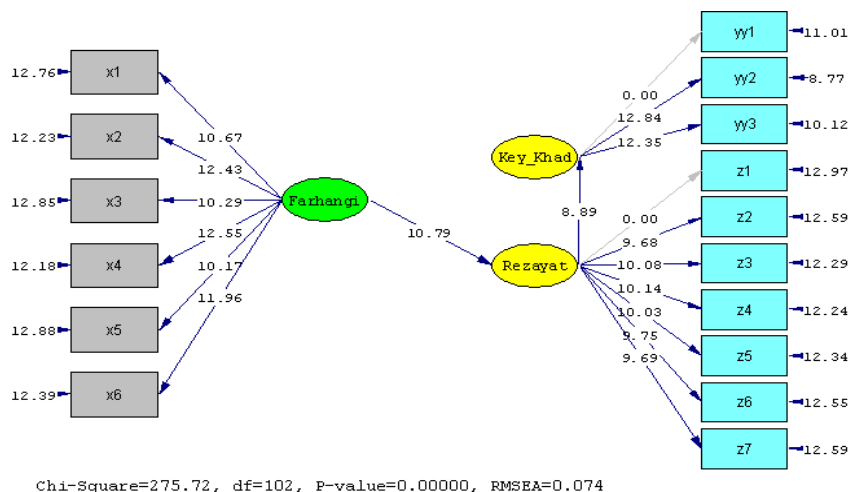 yy1
11.01
12.76
x1
yy2
8.77
0.00
10.67
12.84
yy3
10.12
12.23
x2
12.35
Key_Khad
12.43
z1
12.97
12.85
x3
10.29
Farhangi
0.00
8.89
z2
12.59
10.79
9.68
12.18
x4
12.55
10.08
z3
12.29
Rezayat
10.17
10.14
11.96
z4
12.24
10.03
12.88
x5
9.75
z5
12.34
9.69
12.39
x6
z6
12.55
z7
12.59
Chi-Square=275.72, df=102, P-value=0.00000, RMSEA=0.074